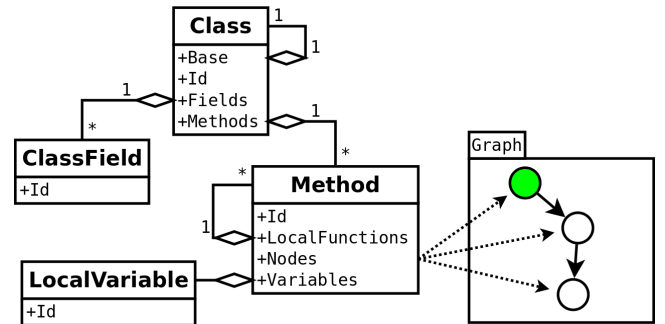 Class
1
+Base
1
+Id
1
+Fields
+Methods
1
*
*
ClassField
+Id
Graph
Method
*
+Id
1
+LocalFunctions
+Nodes
+Variables
LocalVariable
+Id